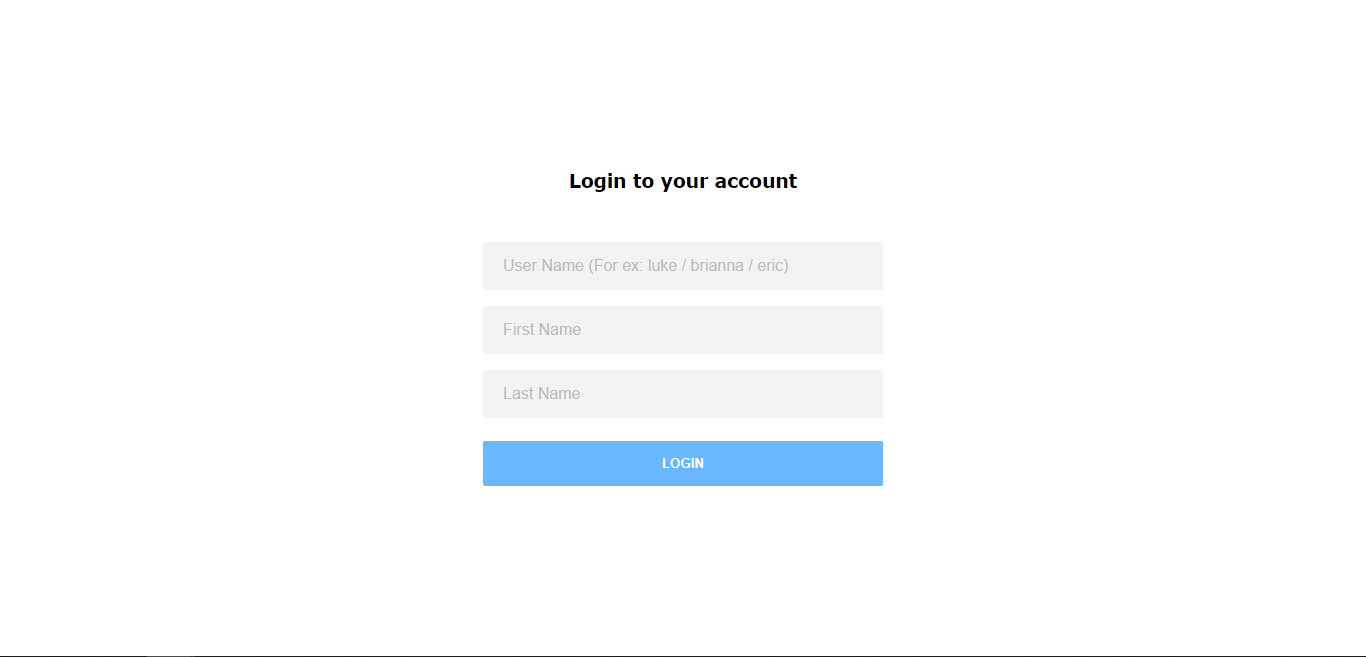 Login to your account
User Name (For ex: luke / brianna / eric)
First Name
Last Name
LOGIN